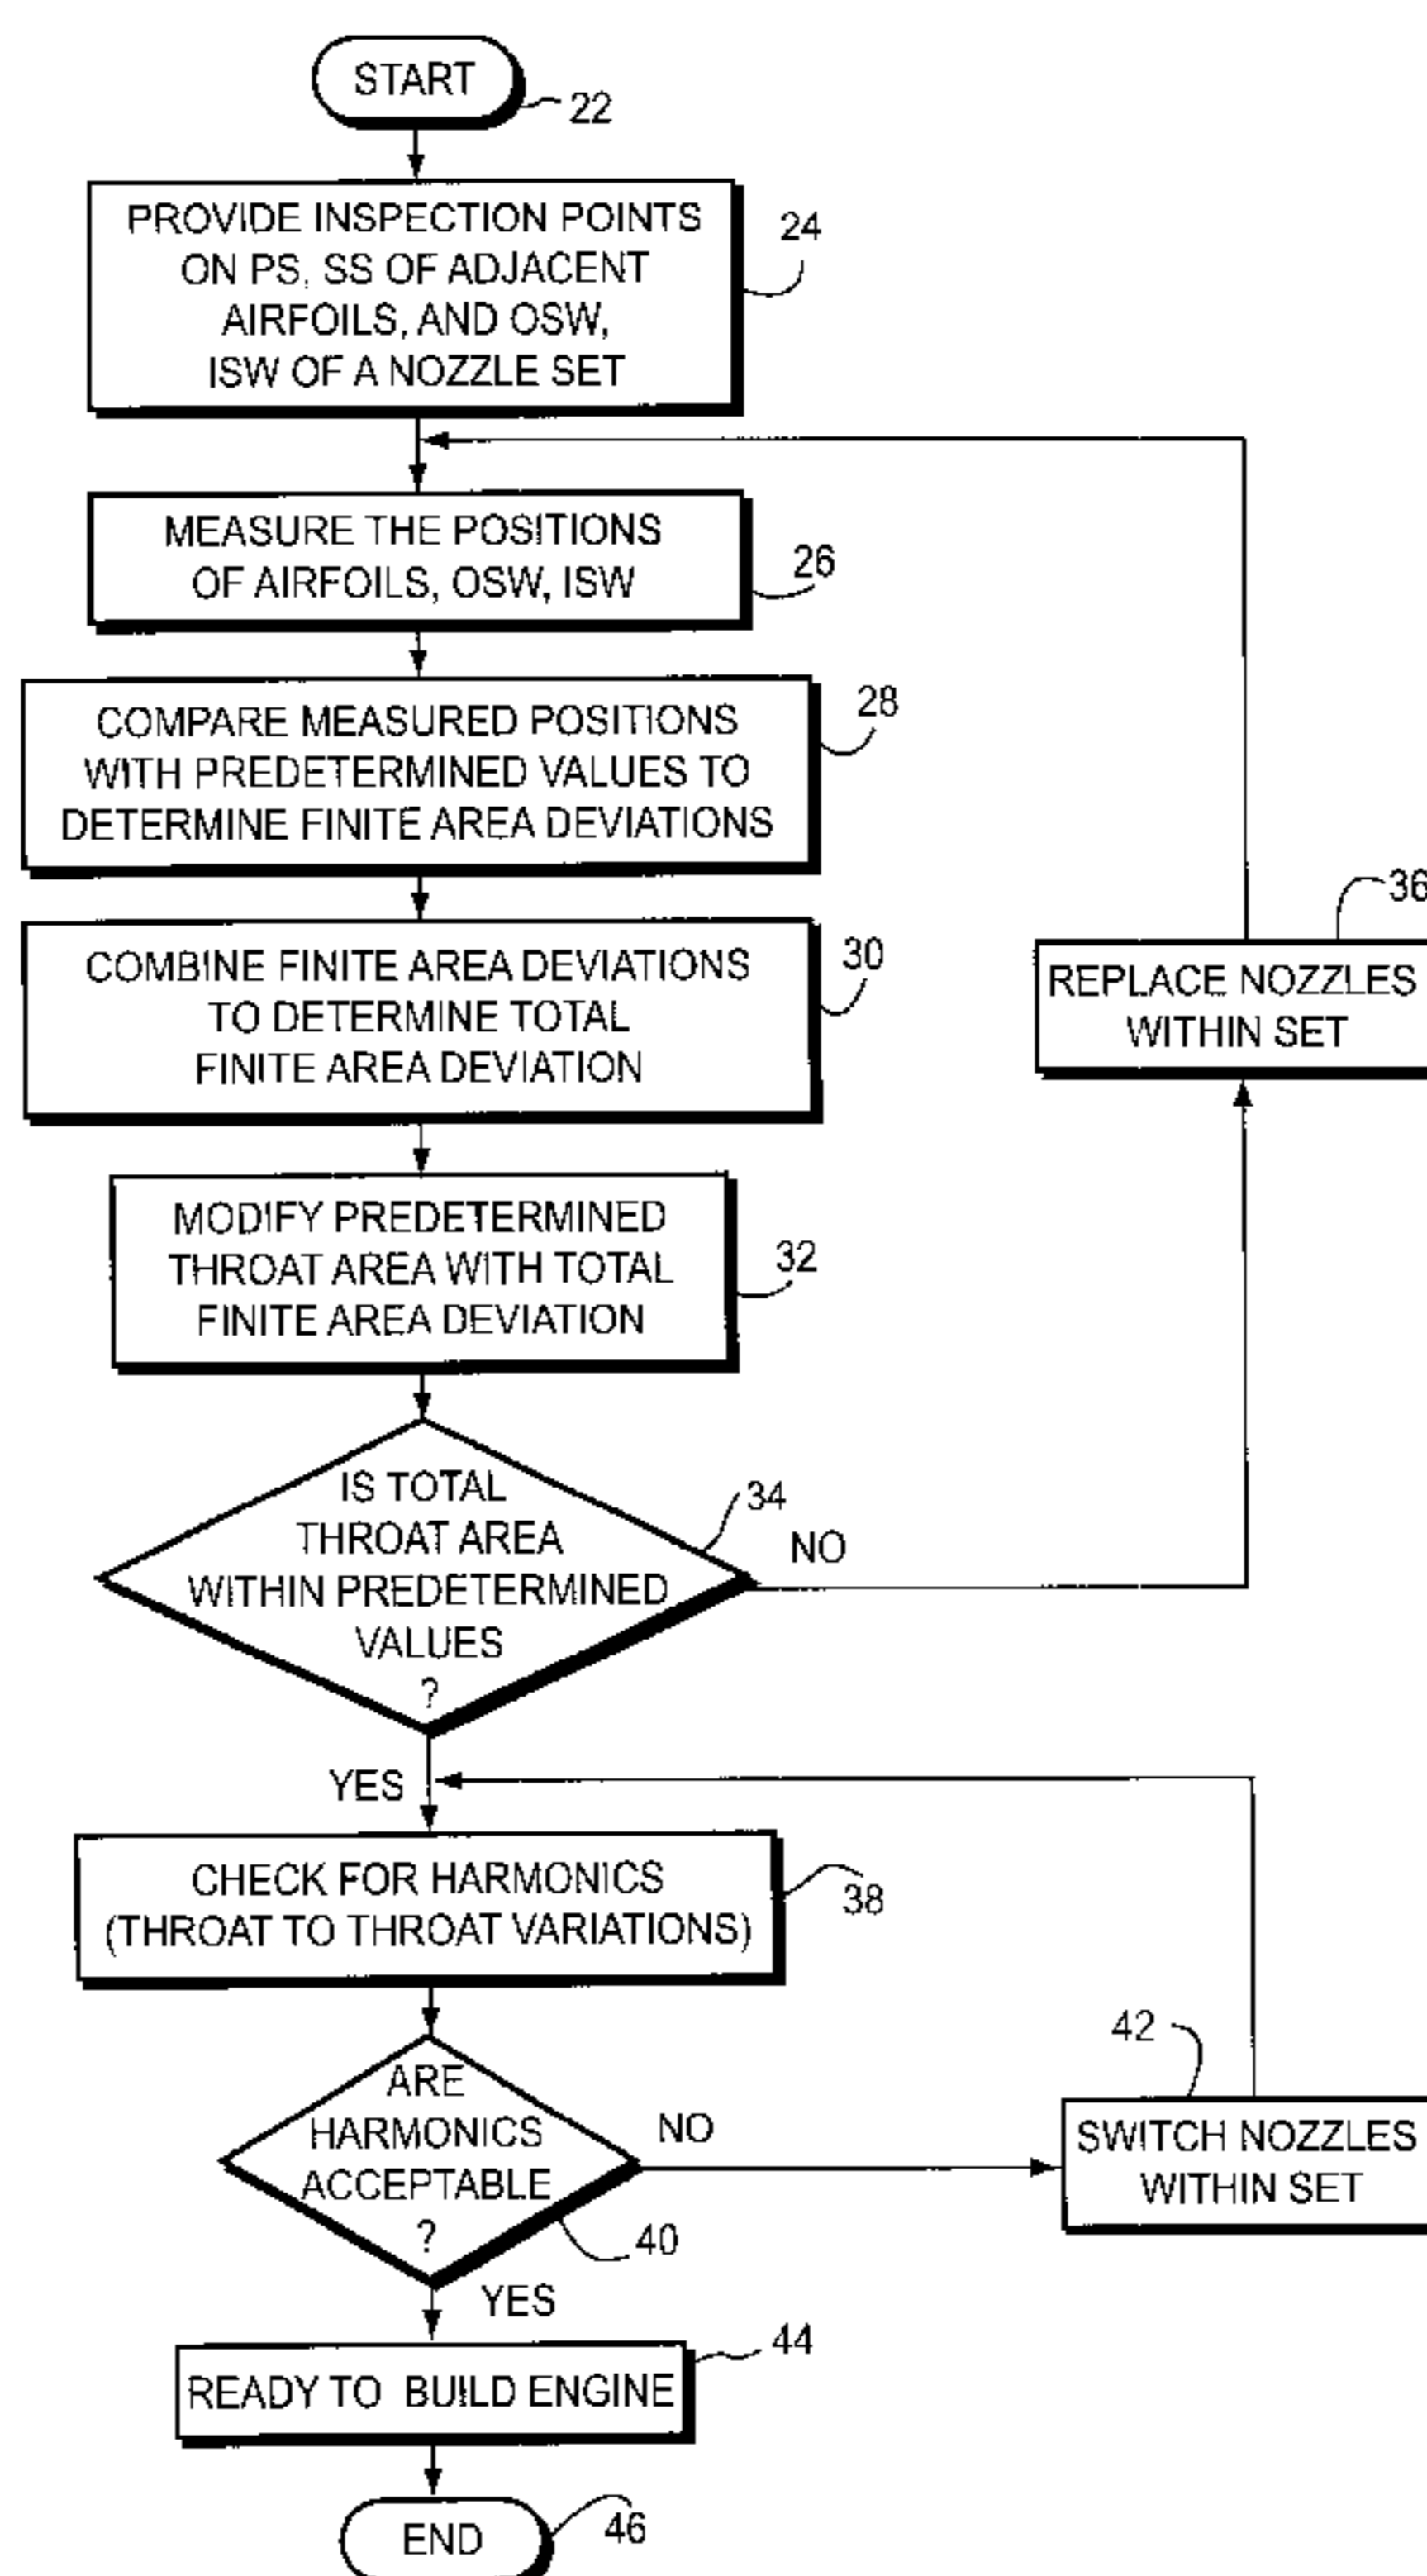 START
22
PROVIDE INSPECTION POINTS
ON PS, SS OF ADJACENT
AIRFOILS, AND OSW,
ISW OF A NOZZLE SET
24
MEASURE THE POSITIONS
OF AIRFOILS, OSW, ISW
26
COMPARE MEASURED POSITIONS
WITH PREDETERMINED VALUES TO
DETERMINE FINITE AREA DEVIATIONS
28
COMBINE FINITE AREA DEVIATIONS
TO DETERMINE TOTAL
FINITE AREA DEVIATION
30
36
REPLACE NOZZLES
WITHIN SET
MODIFY PREDETERMINED
THROAT AREA WITH TOTAL
FINITE AREA DEVIATION
32
IS TOTAL
THROAT AREA
WITHIN PREDETERMINED
VALUES
?
34
NO
YES
CHECK FOR HARMONICS
(THROAT TO THROAT VARIATIONS)
38
ARE
HARMONICS
ACCEPTABLE
?
40
NO
42
SWITCH NOZZLES
WITHIN SET
YES
READY TO BUILD ENGINE
44
END
46